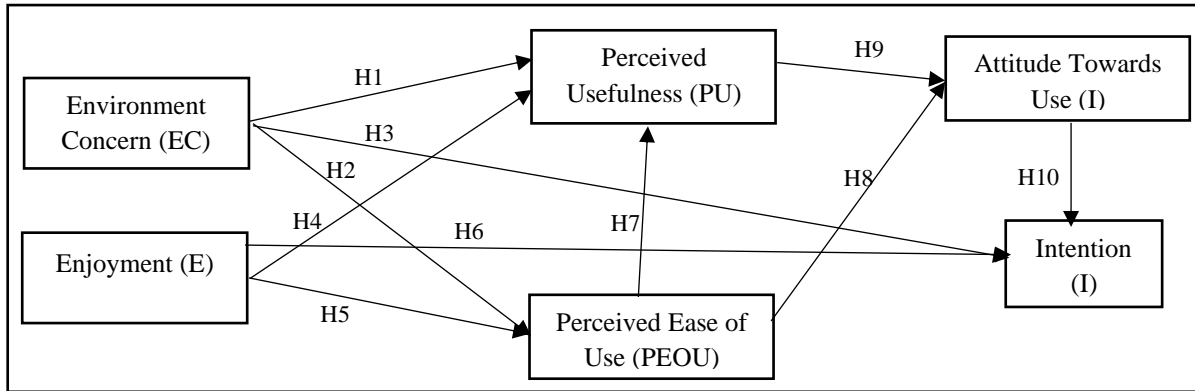 Perceived
Usefulness (PU)
H9
Attitude Towards
Use (I)
H1
Environment
Concern (EC)
H3
H2
H8
H10
H4
H7
H6
Enjoyment (E)
Intention
(I)
H5
Perceived Ease of
Use (PEOU)